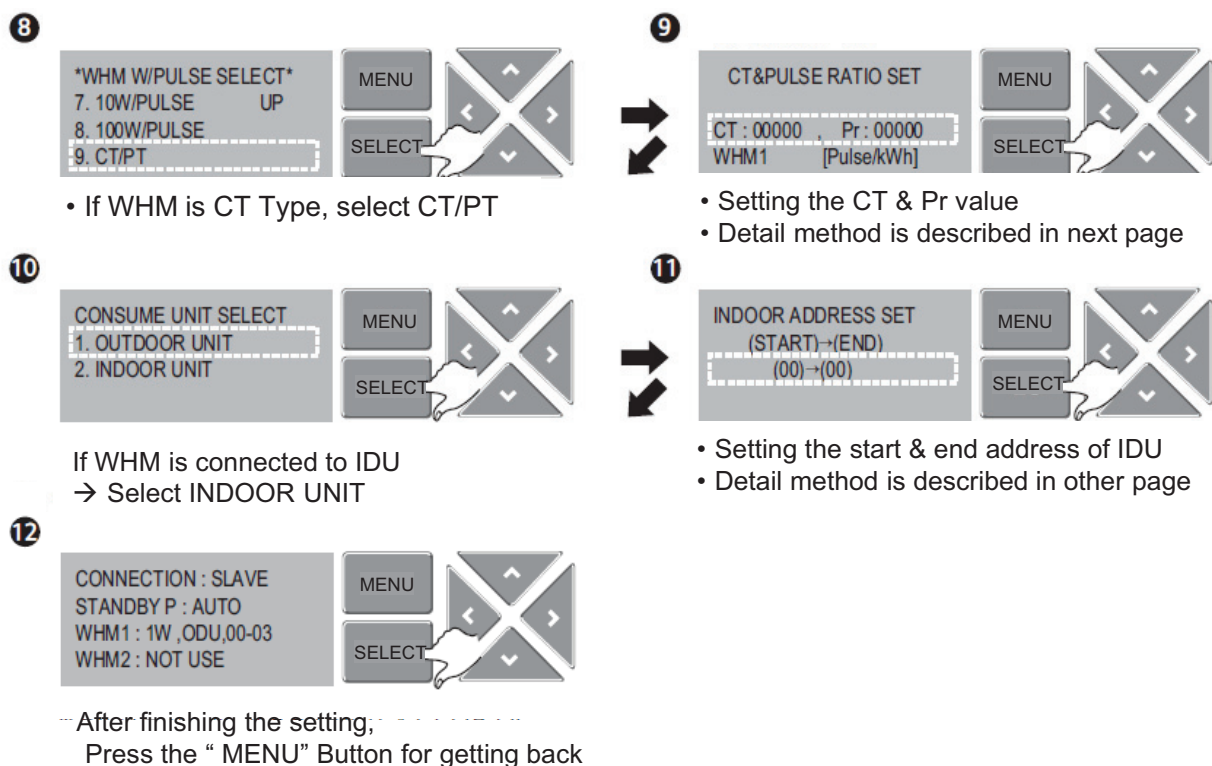 8
*WHM W/PULSE SELECT*
7. 10W/PULSE UP
8. 100W/PULSE
9. CT/PT
MENU
SELECT
• If WHM is CT Type, select CT/PT
9
CT&PULSE RATIO SET
CT : 00000 , Pr : 00000
WHM1 [Pulse/kWh]
MENU
SELECT
• Setting the CT & Pr value
• Detail method is described in next page
10
CONSUME UNIT SELECT
1. OUTDOOR UNIT
2. INDOOR UNIT
MENU
SELECT
If WHM is connected to IDU
→ Select INDOOR UNIT
11
INDOOR ADDRESS SET
(START)→(END)
(00)→(00)
MENU
SELECT
• Setting the start & end address of IDU
• Detail method is described in other page
12
CONNECTION : SLAVE
STANDBY P : AUTO
WHM1 : 1W ,ODU,00-03
WHM2 : NOT USE
MENU
SELECT
After finishing the setting,
Press the “ MENU” Button for getting back